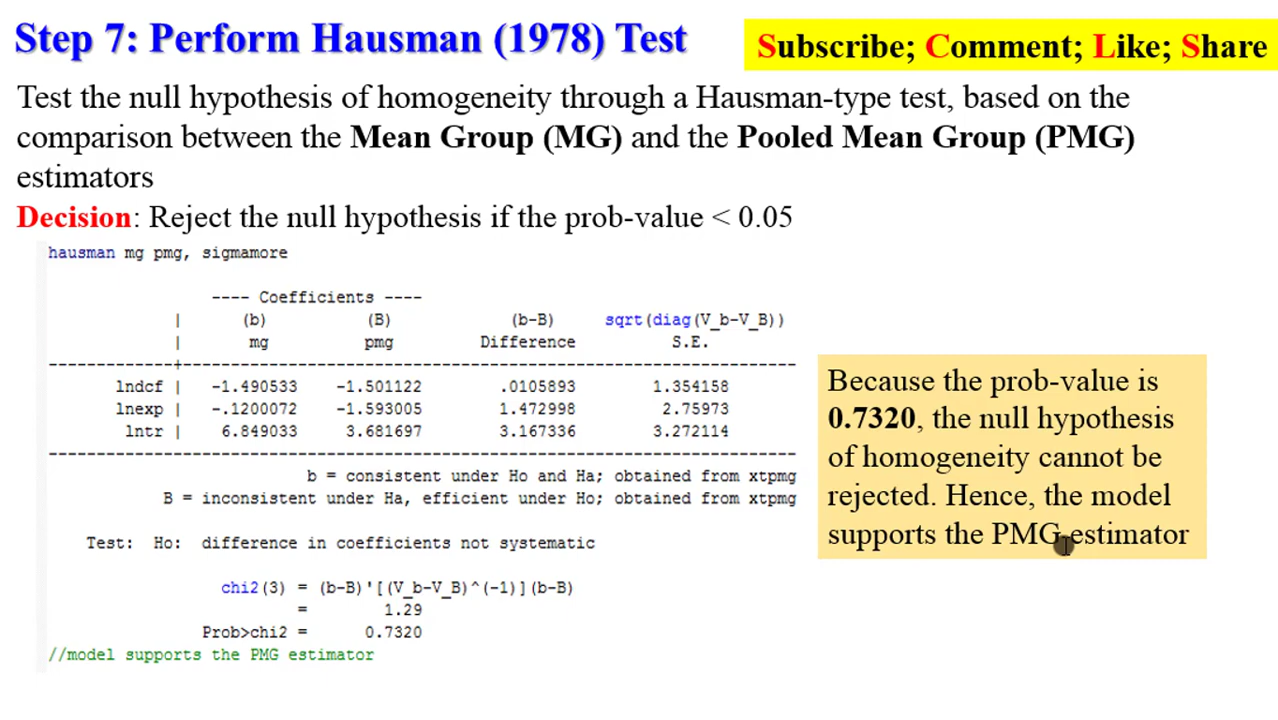 Step 7: Perform Hausman (1978) Test
Subscribe; Comment; Like; Share
Test the null hypothesis of homogeneity through a Hausman-type test, based on the
comparison between the Mean Group (MG) and the Pooled Mean Group (PMG)
estimators
Decision: Reject the null hypothesis if the prob-value < 0.05
hausman mg pmg, sigmamore
---- Coefficients ----
| (b) (B) (b-B) sqrt(diag(V_b-V_B))
| mg pmg Difference S.E.
-------------+----------------------------------------------------------------
lndcf | -1.490533 -1.501122 .0105893 1.354158
lnexp | -.1200072 -1.593005 1.472998 2.75973
lntr | 6.849033 3.681697 3.167336 3.272114
------------------------------------------------------------------------------
b = consistent under Ho and Ha; obtained from xtpmg
B = inconsistent under Ha, efficient under Ho; obtained from xtpmg
Test: Ho: difference in coefficients not systematic
chi2(3) = (b-B)'[(V_b-V_B)^(-1)](b-B)
= 1.29
Prob>chi2 = 0.7320
//model supports the PMG estimator
Because the prob-value is
0.7320, the null hypothesis
of homogeneity cannot be
rejected. Hence, the model
supports the PMG estimator